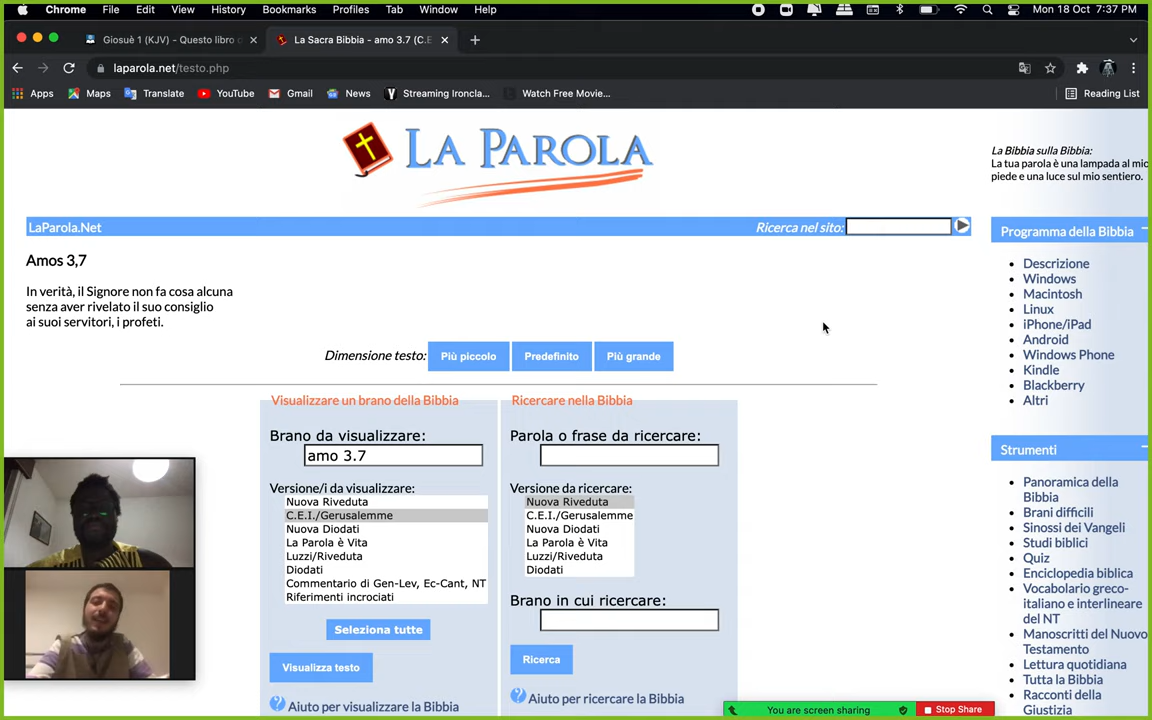 Chrome File Edit View History Bookmarks Profiles Tab Window Help Mon 18 Oct 7:37 PM
Giosuè 1 (KJV) - Questo libro
La Sacra Bibbia - amo 3.7 (C.E
laparola.net/testo.php
Apps Maps Translate YouTube Gmail News Streaming Ironcla... Watch Free Movie... Reading List
LA PAROLA
La Bibbia sulla Bibbia:
La tua parola è una lampada al mio
piede e una luce sul mio sentiero.
LaParola.Net Ricerca nel sito:
Amos 3,7
In verità, il Signore non fa cosa alcuna
senza aver rivelato il suo consiglio
ai suoi servitori, i profeti.
Dimensione testo: Più piccolo Predefinito Più grande
Visualizzare un brano della Bibbia
Brano da visualizzare:
amo 3.7
Versione/i da visualizzare:
Nuova Riveduta
C.E.I./Gerusalemme
Nuova Diodati
La Parola è Vita
Luzzi/Riveduta
Diodati
Commentario di Gen-Lev, Ec-Cant, NT
Riferimenti incrociati
Seleziona tutte
Visualizza testo
Aiuto per visualizzare la Bibbia
Ricercare nella Bibbia
Parola o frase da ricercare:
Versione da ricercare:
Nuova Riveduta
C.E.I./Gerusalemme
Nuova Diodati
La Parola è Vita
Luzzi/Riveduta
Diodati
Brano in cui ricercare:
Ricerca
Aiuto per ricercare la Bibbia
Programma della Bibbia
Descrizione
Windows
Macintosh
Linux
iPhone/iPad
Android
Windows Phone
Kindle
Blackberry
Altri
Strumenti
Panoramica della
Bibbia
Brani difficili
Sinossi dei Vangeli
Studi biblici
Quiz
Enciclopedia biblica
Vocabolario greco-
italiano e interlineare
del NT
Manoscritti del Nuovo
Testamento
Lettura quotidiana
Tutta la Bibbia
Racconti della
Giustizia
You are screen sharing Stop Share